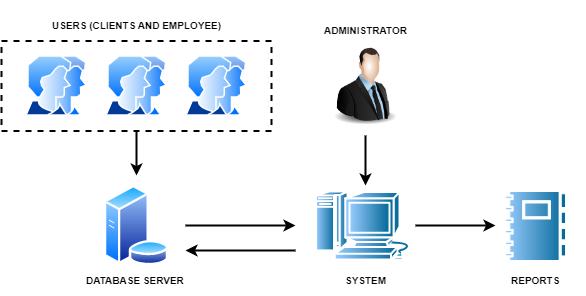 USERS (CLIENTS AND EMPLOYEE)
ADMINISTRATOR
DATABASE SERVER
SYSTEM
REPORTS